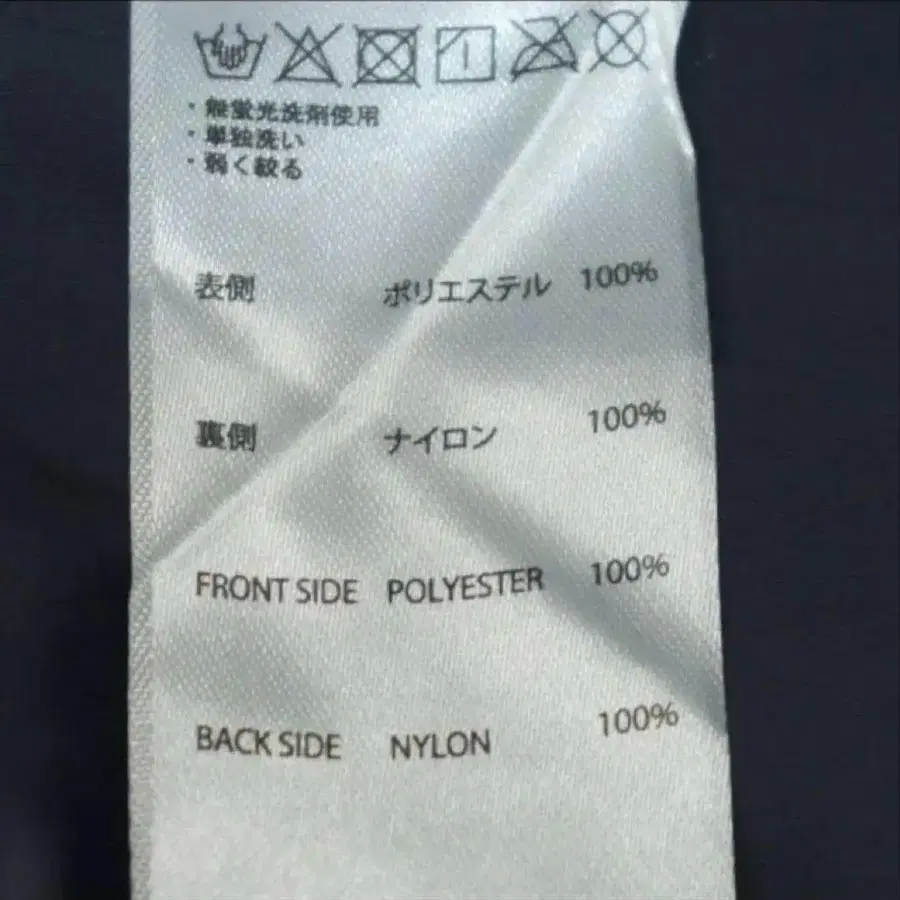 ・無蛍光洗剤使用
・単独洗い
・弱く絞る
表側 ポリエステル 100%
裏側 ナイロン 100%
FRONT SIDE POLYESTER 100%
BACK SIDE NYLON 100%